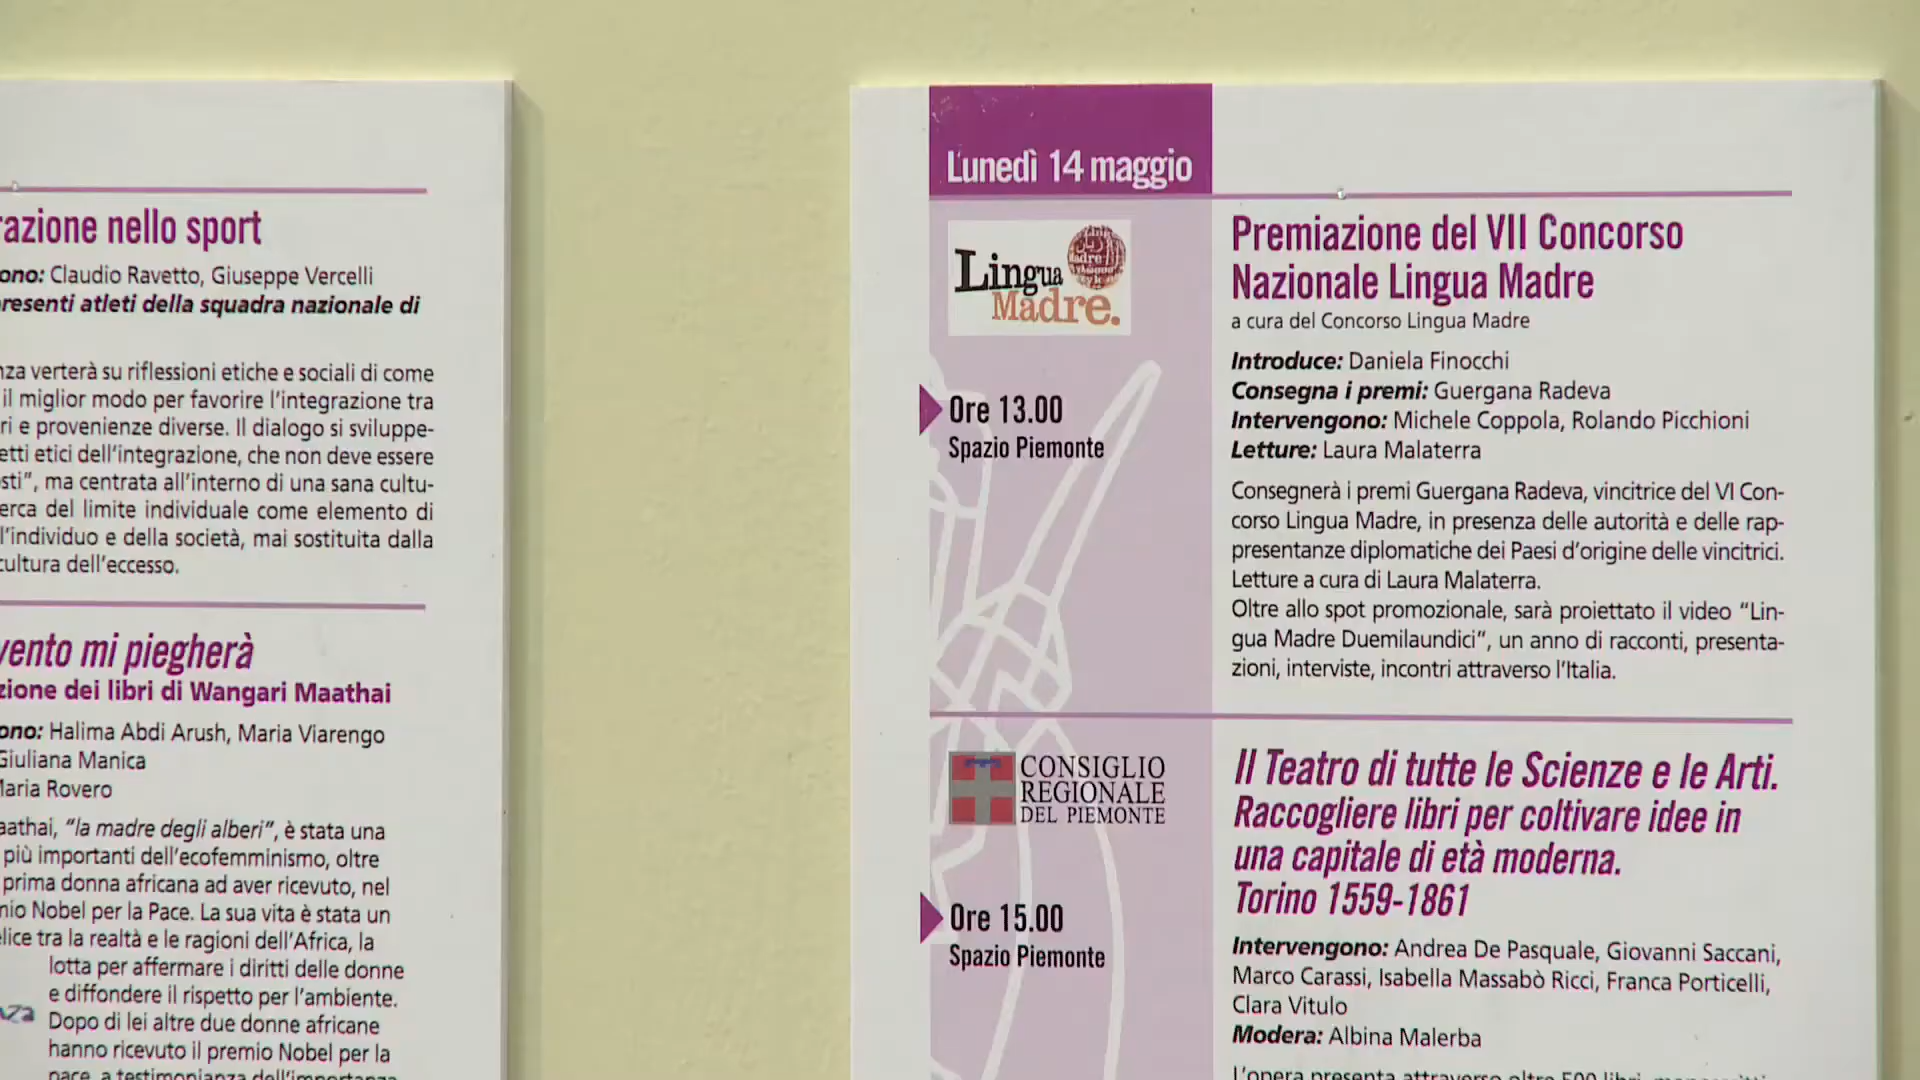 nello sport
Claudio Ravetto, Giuseppe Vercelli
atleti della squadra nazionale di
verterà su riflessioni etiche e sociali di come
il miglior modo per favorire l'integrazione tra
e provenienze diverse. Il dialogo si sviluppe-
etici dell'integrazione, che non deve essere
ma centrata all'interno di una sana cultu-
del limite individuale come elemento di
l'individuo e della società, mai sostituita dalla
cultura dell'eccesso.
vento mi piegherà
dei libri di Wangari Maathai
Halima Abdi Arush, Maria Viarengo
Giuliana Manica
Maria Rovero
"la madre degli alberi", è stata una
più importanti dell'ecofemminismo, oltre
prima donna africana ad aver ricevuto, nel
Nobel per la Pace. La sua vita è stata un
tra la realtà e le ragioni dell'Africa, la
lotta per affermare i diritti delle donne
e diffondere il rispetto per l'ambiente.
Dopo di lei altre due donne africane
hanno ricevuto il premio Nobel per la
pace, a testimonianza dell'importanza
Lunedì 14 maggio
Lingua
Madre.
Ore 13.00
Spazio Piemonte
Premiazione del VII Concorso
Nazionale Lingua Madre
a cura del Concorso Lingua Madre
Introduce: Daniela Finocchi
Consegna i premi: Guergana Radeva
Intervengono: Michele Coppola, Rolando Picchioni
Letture: Laura Malaterra
Consegnerà i premi Guergana Radeva, vincitrice del VI Con-
corso Lingua Madre, in presenza delle autorità e delle rap-
presentanze diplomatiche dei Paesi d'origine delle vincitrici.
Letture a cura di Laura Malaterra.
Oltre allo spot promozionale, sarà proiettato il video "Lin-
gua Madre Duemilaundici", un anno di racconti, presenta-
zioni, interviste, incontri attraverso l'Italia.
CONSIGLIO
REGIONALE
DEL PIEMONTE
Ore 15.00
Spazio Piemonte
Il Teatro di tutte le Scienze e le Arti.
Raccogliere libri per coltivare idee in
una capitale di età moderna.
Torino 1559-1861
Intervengono: Andrea De Pasquale, Giovanni Saccani,
Marco Carassi, Isabella Massabò Ricci, Franca Porticelli,
Clara Vitulo
Modera: Albina Malerba
L'opera presenta attraverso oltre 500 libri, manoscritti